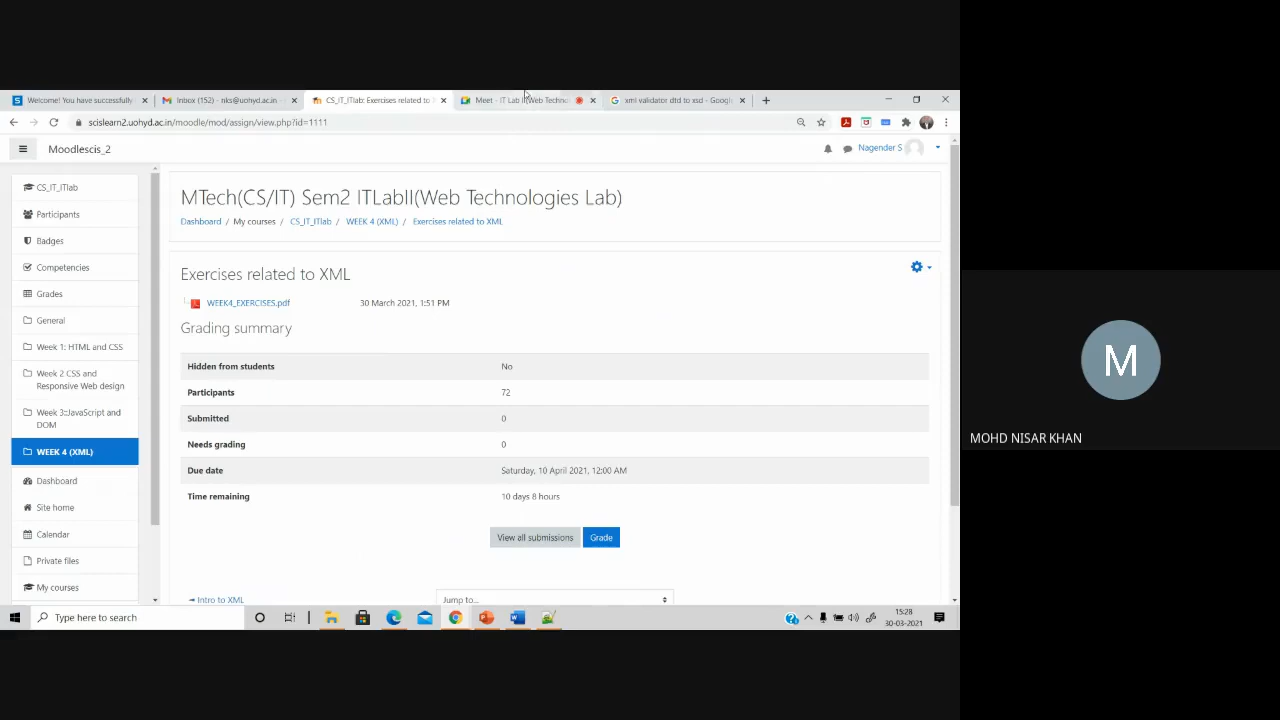 Welcome! You have successfully
Inbox (152) - nks@uohyd.ac.in -
CS_IT_ITlab: Exercises related to X
Meet - IT Lab II(Web Techno
xml validator dtd to xsd - Google
scislearn2.uohyd.ac.in/moodle/mod/assign/view.php?id=1111
Moodlescis_2
Nagender S
CS_IT_ITlab
Participants
Badges
Competencies
Grades
General
Week 1: HTML and CSS
Week 2 CSS and
Responsive Web design
Week 3::JavaScript and
DOM
WEEK 4 (XML)
Dashboard
Site home
Calendar
Private files
My courses
MTech(CS/IT) Sem2 ITLabII(Web Technologies Lab)
Dashboard / My courses / CS_IT_ITlab / WEEK 4 (XML) / Exercises related to XML
Exercises related to XML
WEEK4_EXERCISES.pdf 30 March 2021, 1:51 PM
Grading summary
Hidden from students No
Participants 72
Submitted 0
Needs grading 0
Due date Saturday, 10 April 2021, 12:00 AM
Time remaining 10 days 8 hours
View all submissions Grade
◄ Intro to XML Jump to...
Type here to search
15:28
30-03-2021
M
MOHD NISAR KHAN